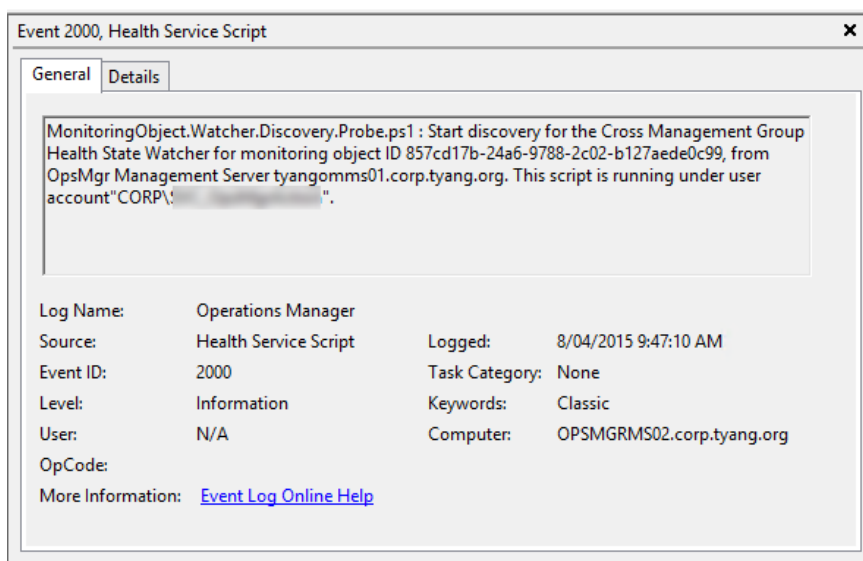 Event 2000, Health Service Script
General Details
MonitoringObject.Watcher.Discovery.Probe.ps1 : Start discovery for the Cross Management Group
Health State Watcher for monitoring object ID 857cd17b-24a6-9788-2c02-b127aede0c99, from
OpsMgr Management Server tyangomms01.corp.tyang.org. This script is running under user
account"CORP\ ".
Log Name: Operations Manager
Source: Health Service Script Logged: 8/04/2015 9:47:10 AM
Event ID: 2000 Task Category: None
Level: Information Keywords: Classic
User: N/A Computer: OPSMGRMS02.corp.tyang.org
OpCode:
More Information: Event Log Online Help